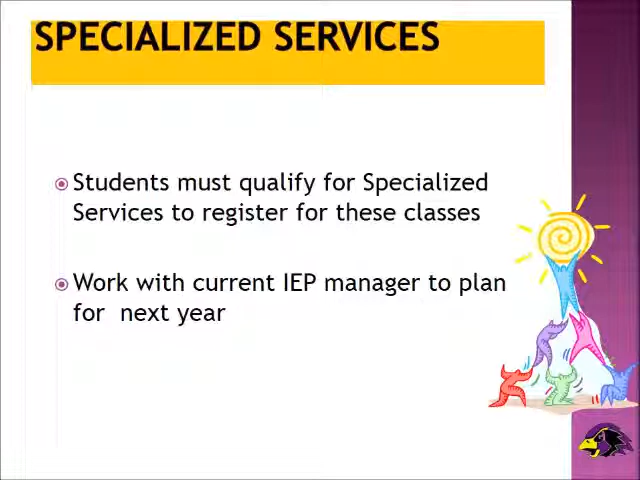 SPECIALIZED SERVICES
Students must qualify for Specialized
Services to register for these classes
Work with current IEP manager to plan
for next year